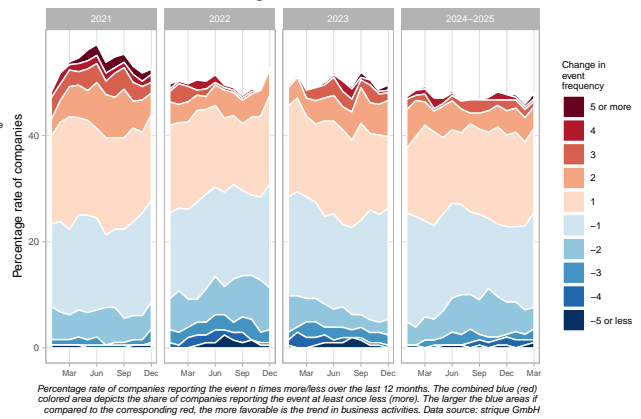 2021 2022 2023 2024−2025
Change in
event
frequency
5 or more
4
3
2
1
−1
−2
−3
−4
−5 or less
Percentage rate of companies
40
20
0
Mar Jun Sep Dec Mar Jun Sep Dec Mar Jun Sep Dec Mar Jun Sep Dec Mar
Percentage rate of companies reporting the event n times more/less over the last 12 months. The combined blue (red)
colored area depicts the share of companies reporting the event at least once less (more). The larger the blue areas if
compared to the corresponding red, the more favorable is the trend in business activities. Data source: strique GmbH